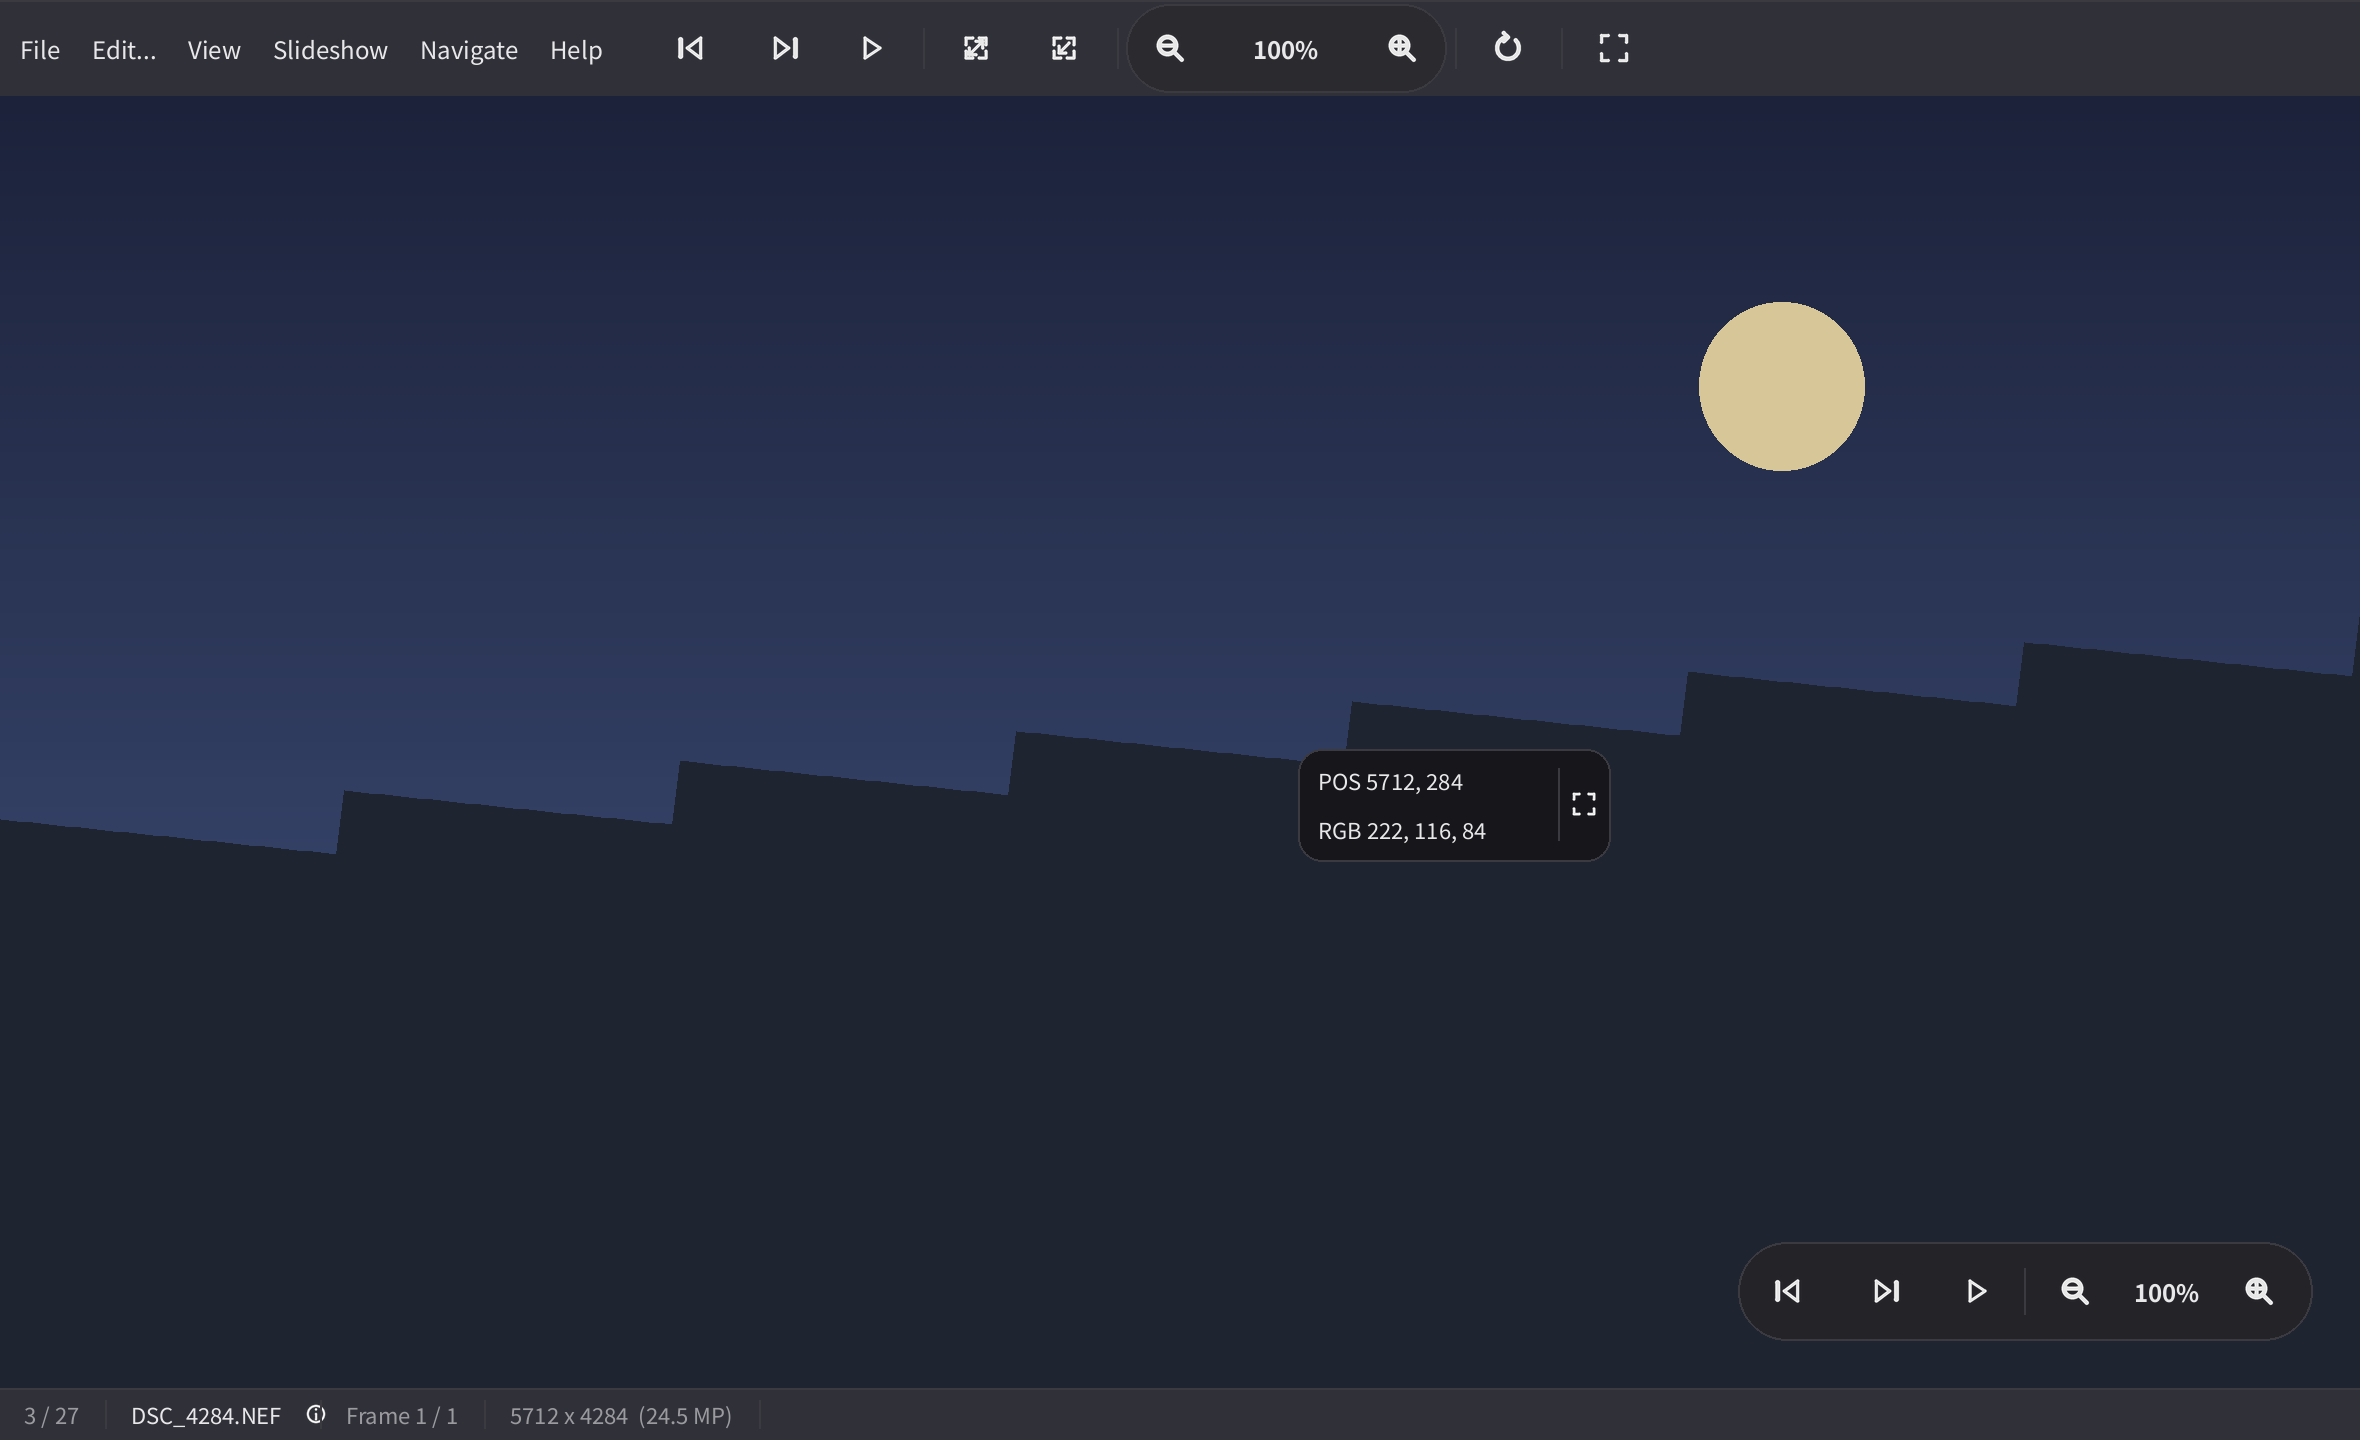 File Edit... View Slideshow Navigate Help 100%
POS 5712, 284
RGB 222, 116, 84
100%
3 / 27 DSC_4284.NEF Frame 1 / 1 5712 x 4284 (24.5 MP)